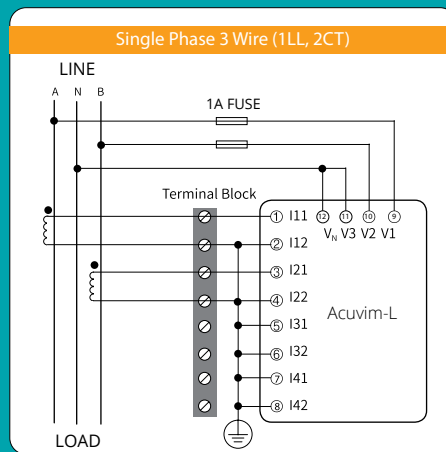 Single Phase 3 Wire (1LL, 2CT)
LINE
A N B
1A FUSE
Terminal Block
12 11 10 9
VN V3 V2 V1
1 I11
2 I12
3 I21
4 I22
5 I31
6 I32
7 I41
8 I42
Acuvim-L
LOAD